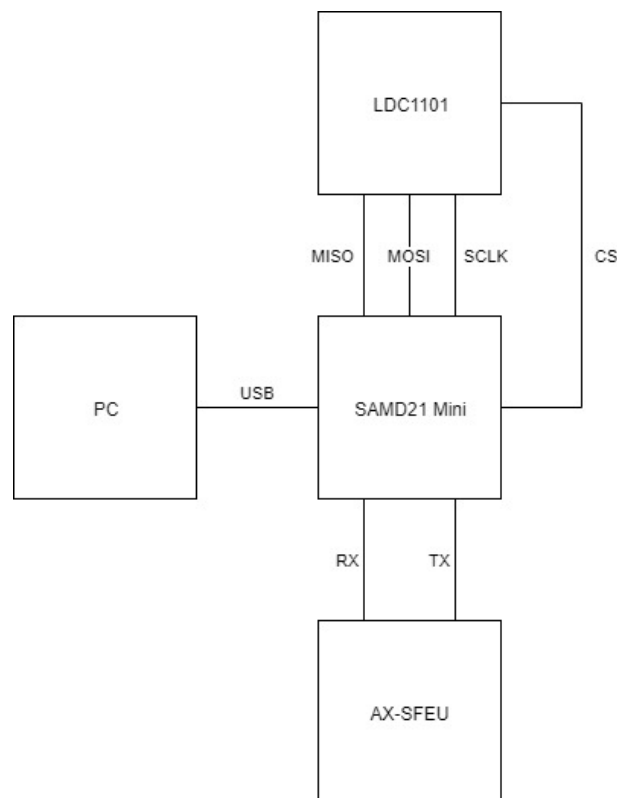 LDC1101
MISO
MOSI
SCLK
CS
PC
USB
SAMD21 Mini
RX
TX
AX-SFEU